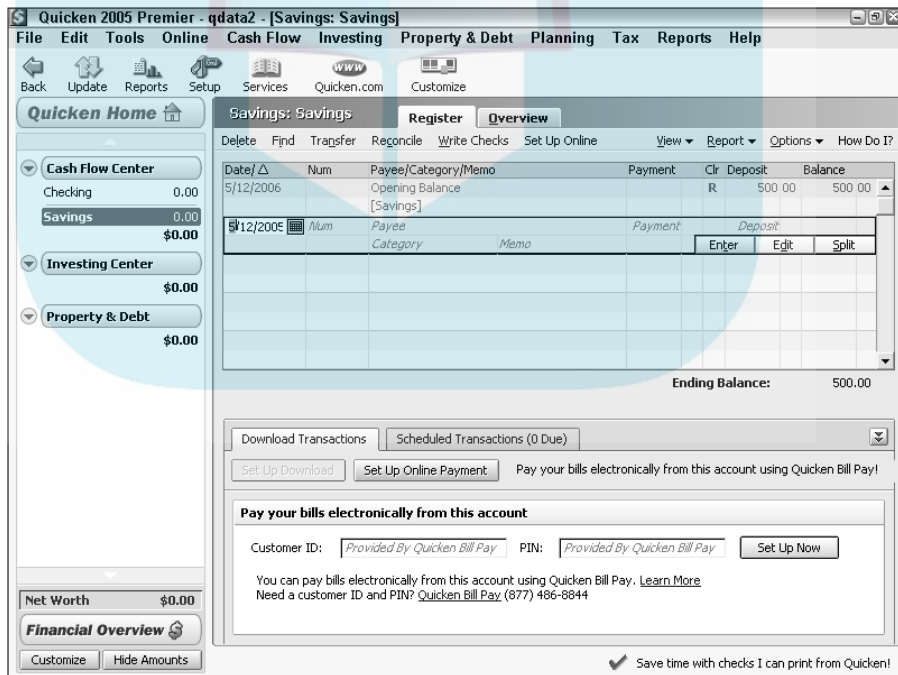 Quicken 2005 Premier - qdata2 - [Savings: Savings]
File Edit Tools Online Cash Flow Investing Property & Debt Planning Tax Reports Help
Back Update Reports Setup Services Quicken.com Customize
Quicken Home
Savings: Savings Register Overview
Delete Find Transfer Reconcile Write Checks Set Up Online View Report Options How Do I?
Cash Flow Center
Checking 0.00
Savings 0.00
$0.00
Investing Center
$0.00
Property & Debt
$0.00
Date/ Num Payee/Category/Memo Payment Clr Deposit Balance
5/12/2006 Opening Balance R 500 00 500 00
[Savings]
5/12/2005 Num Payee Payment Deposit
Category Memo Enter Edit Split
Ending Balance: 500.00
Download Transactions Scheduled Transactions (0 Due)
Set Up Download Set Up Online Payment Pay your bills electronically from this account using Quicken Bill Pay!
Pay your bills electronically from this account
Customer ID: Provided By Quicken Bill Pay PIN: Provided By Quicken Bill Pay Set Up Now
You can pay bills electronically from this account using Quicken Bill Pay. Learn More
Need a customer ID and PIN? Quicken Bill Pay (877) 486-8844
Net Worth $0.00
Financial Overview
Customize Hide Amounts
Save time with checks I can print from Quicken!